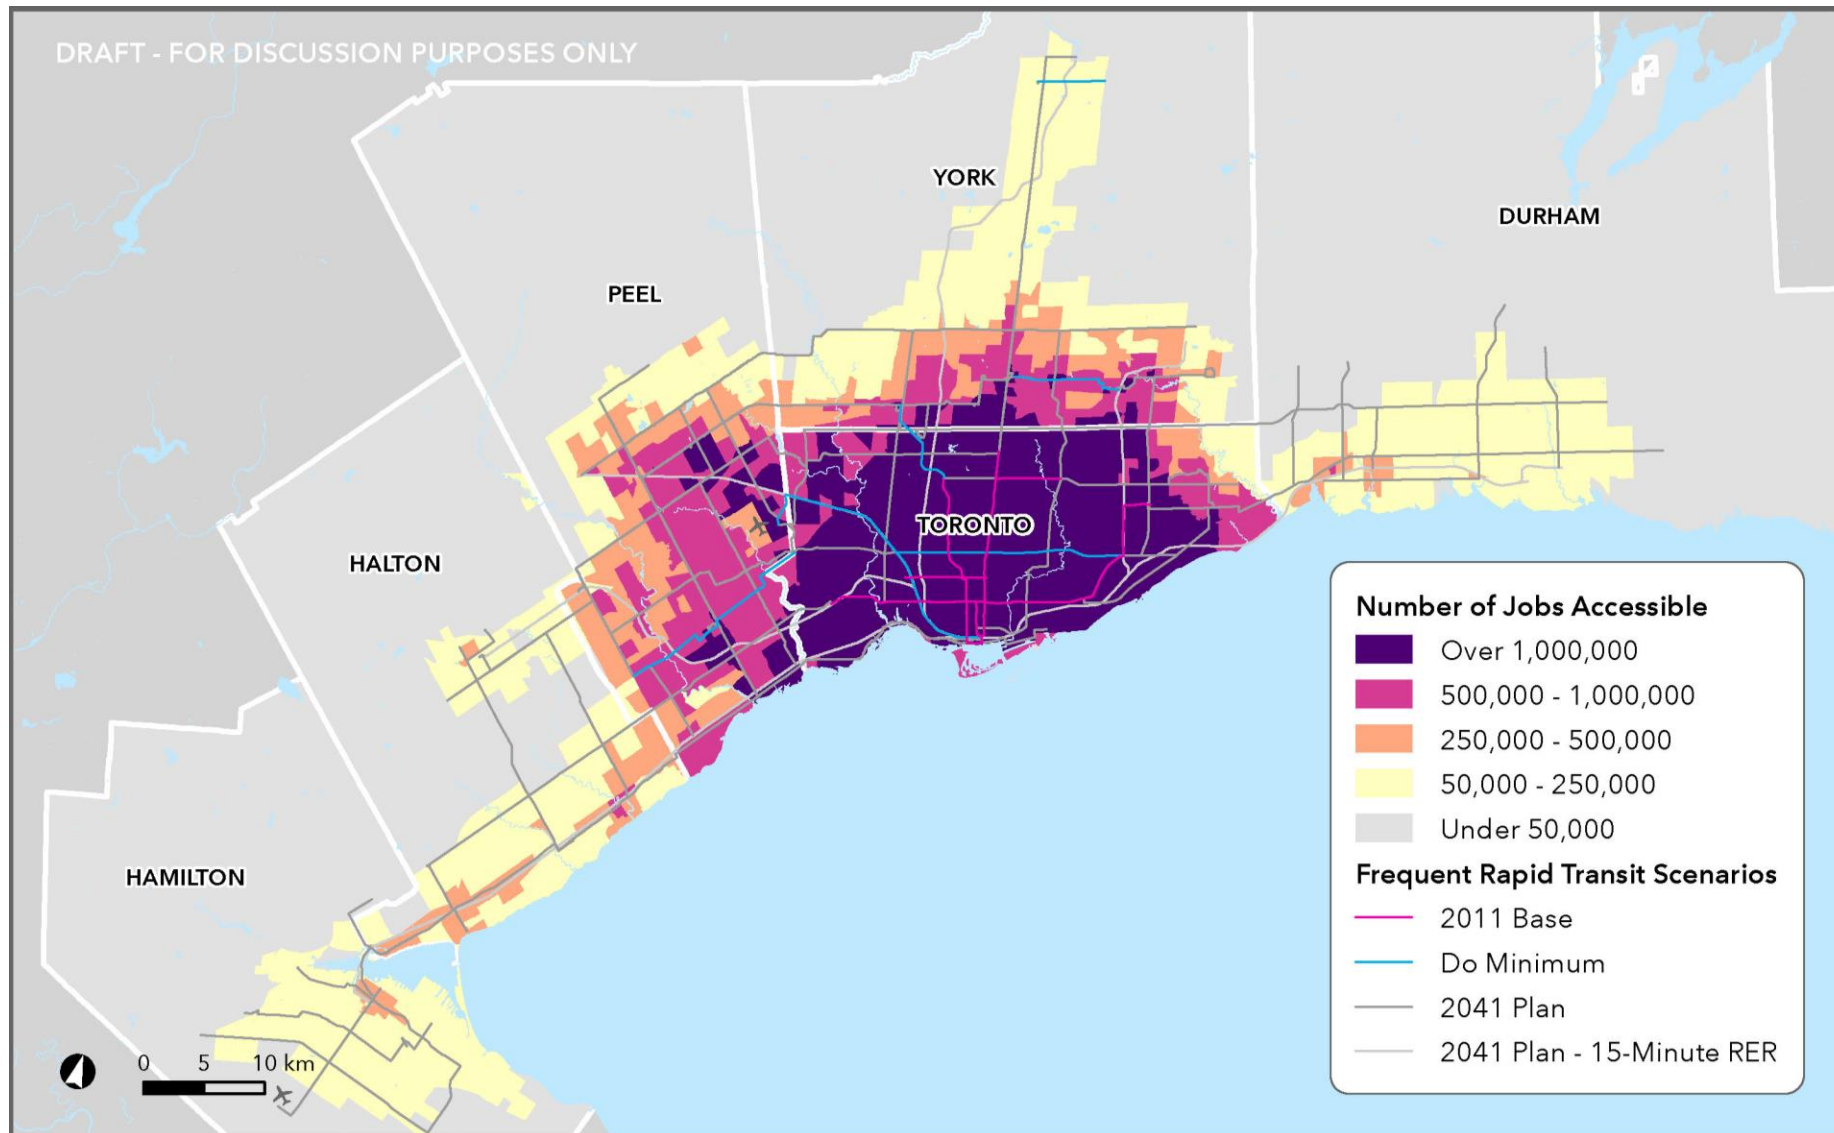 DRAFT - FOR DISCUSSION PURPOSES ONLY
YORK
DURHAM
PEEL
TORONTO
HALTON
HAMILTON
0 5 10 km
Number of Jobs Accessible
Over 1,000,000
500,000 - 1,000,000
250,000 - 500,000
50,000 - 250,000
Under 50,000
Frequent Rapid Transit Scenarios
2011 Base
Do Minimum
2041 Plan
2041 Plan - 15-Minute RER